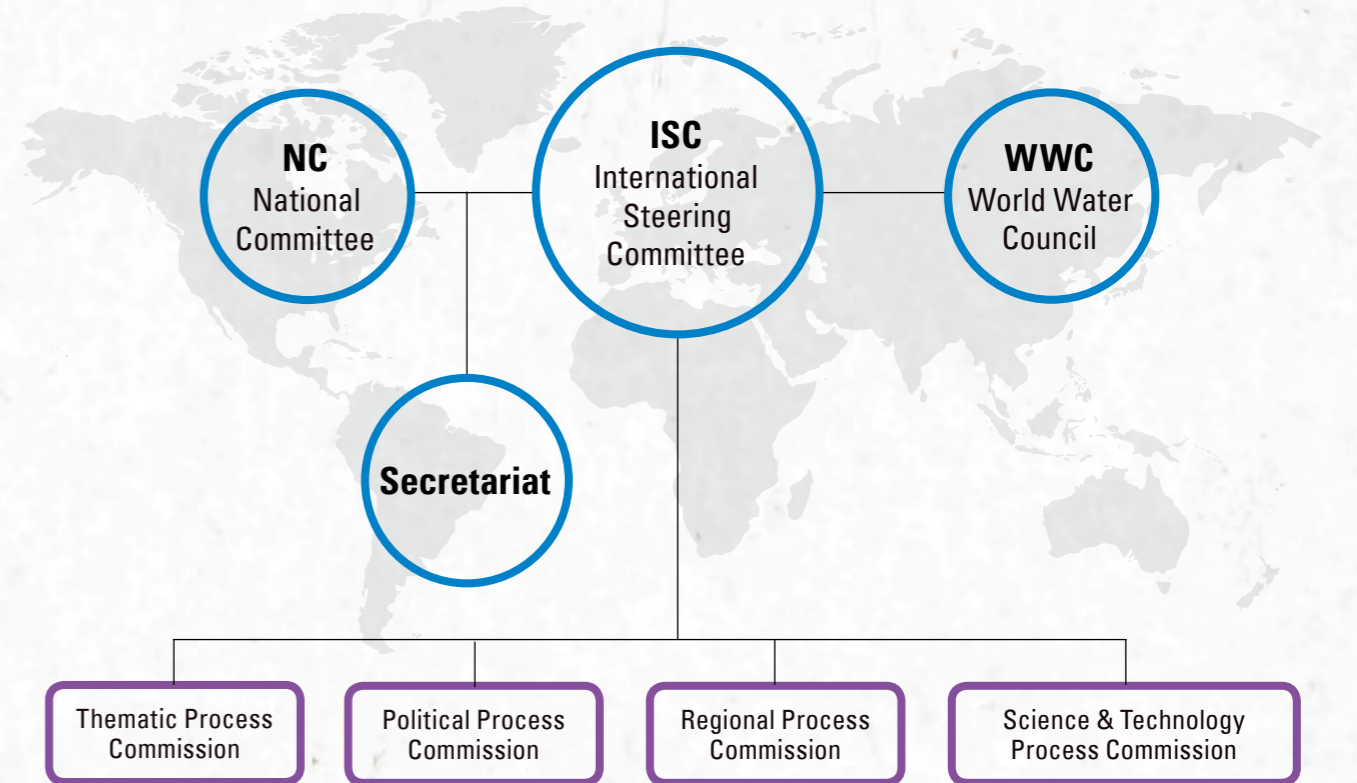 NC
National
Committee
ISC
International
Steering
Committee
WWC
World Water
Council
Secretariat
Thematic Process
Commission
Political Process
Commission
Regional Process
Commission
Science & Technology
Process Commission